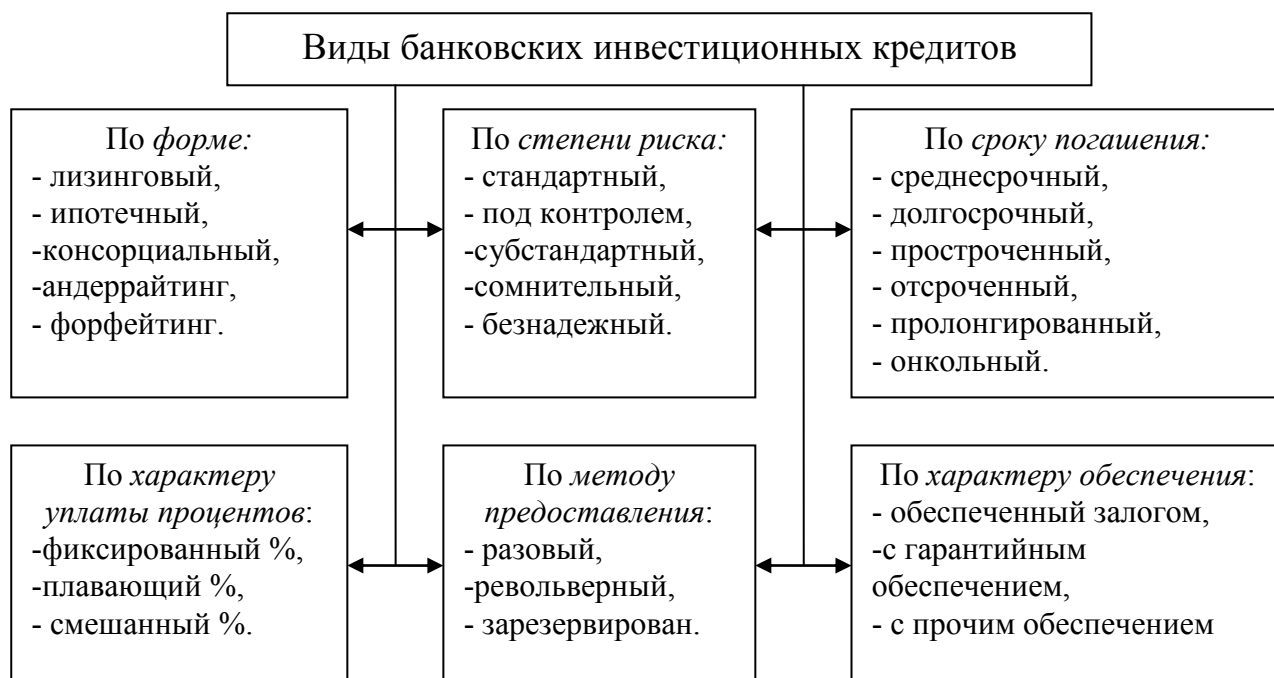 Виды банковских инвестиционных кредитов
По форме:
- лизинговый,
- ипотечный,
-консорциальный,
-андеррайтинг,
- форфейтинг.
По степени риска:
- стандартный,
- под контролем,
-субстандартный,
-сомнительный,
- безнадежный.
По сроку погашения:
- среднесрочный,
- долгосрочный,
- простроченный,
- отсроченный,
- пролонгированный,
- онкольный.
По характеру
уплаты процентов:
-фиксированный %,
-плавающий %,
- смешанный %.
По методу
предоставления:
- разовый,
-револьверный,
- зарезервирован.
По характеру обеспечения:
- обеспеченный залогом,
-с гарантийным
обеспечением,
- с прочим обеспечением